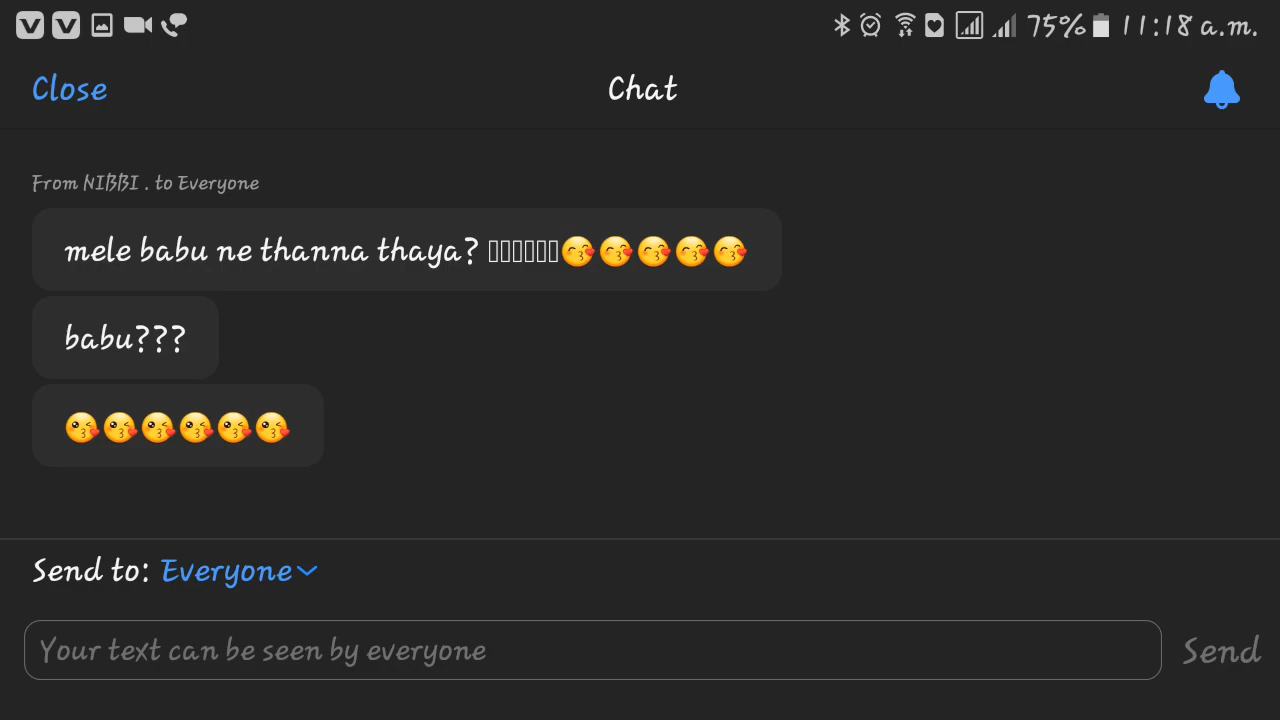 75% 11:18 a.m.
Close Chat
From NIBBI . to Everyone
mele babu ne thanna thaya? 😙😙😙😙😙
babu???
😘😘😘😘😘😘
Send to: Everyone
Your text can be seen by everyone Send